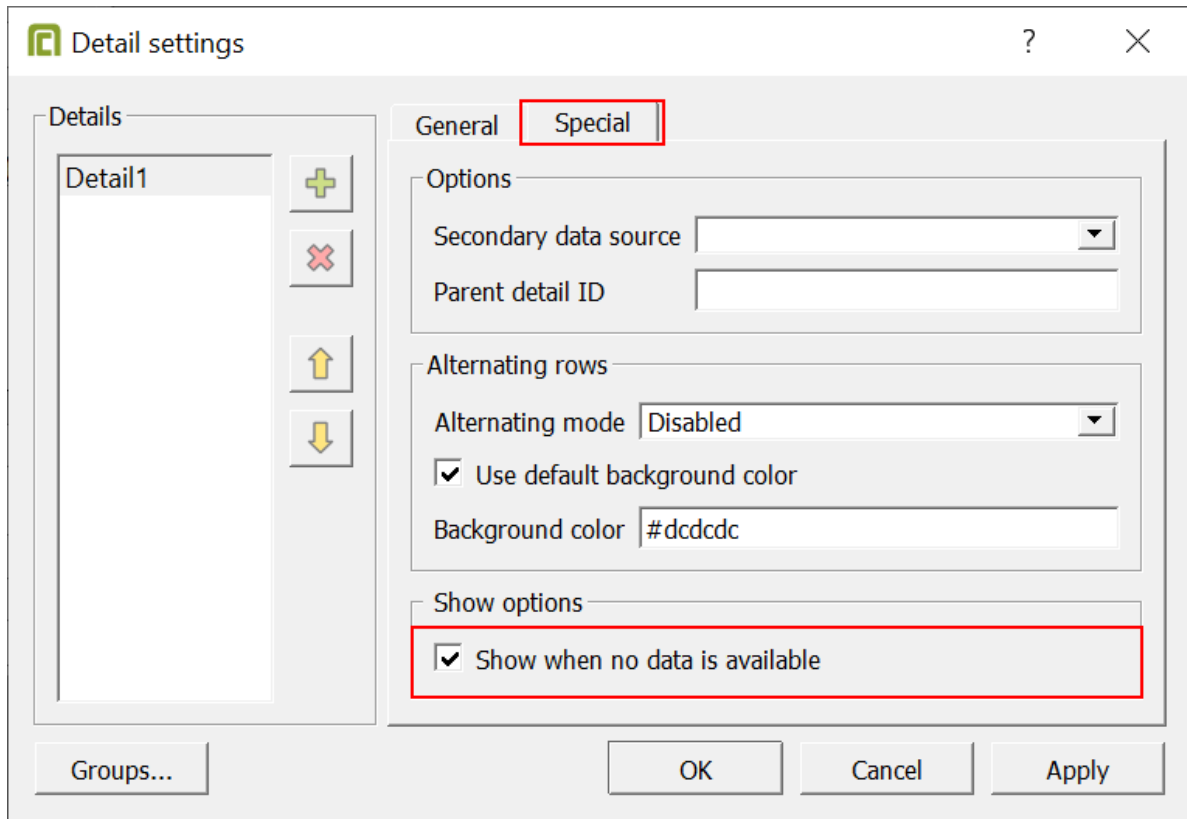 Detail settings
?
Details
Detail1
General
Special
Options
Secondary data source
Parent detail ID
Alternating rows
Alternating mode Disabled
Use default background color
Background color #dcdcdc
Show options
Show when no data is available
Groups...
OK
Cancel
Apply